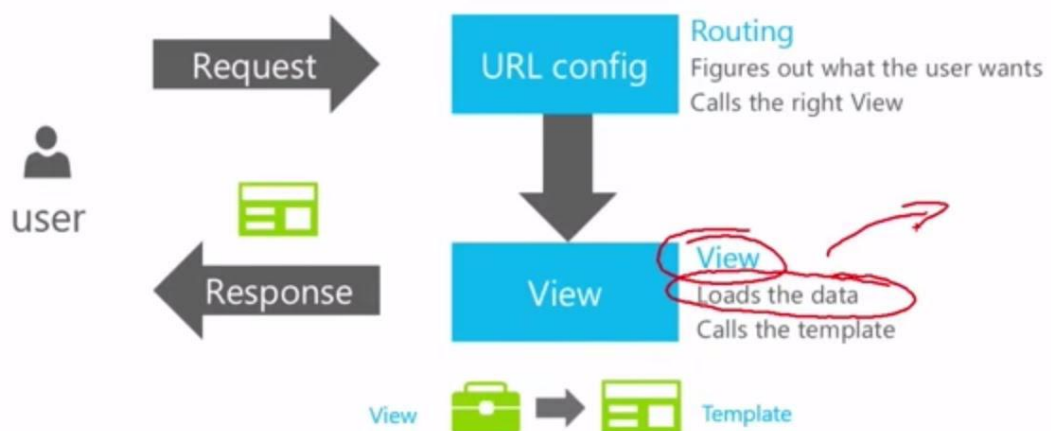 Request
URL config
Routing
Figures out what the user wants
Calls the right View
user
Response
View
View
Loads the data
Calls the template
View
Template